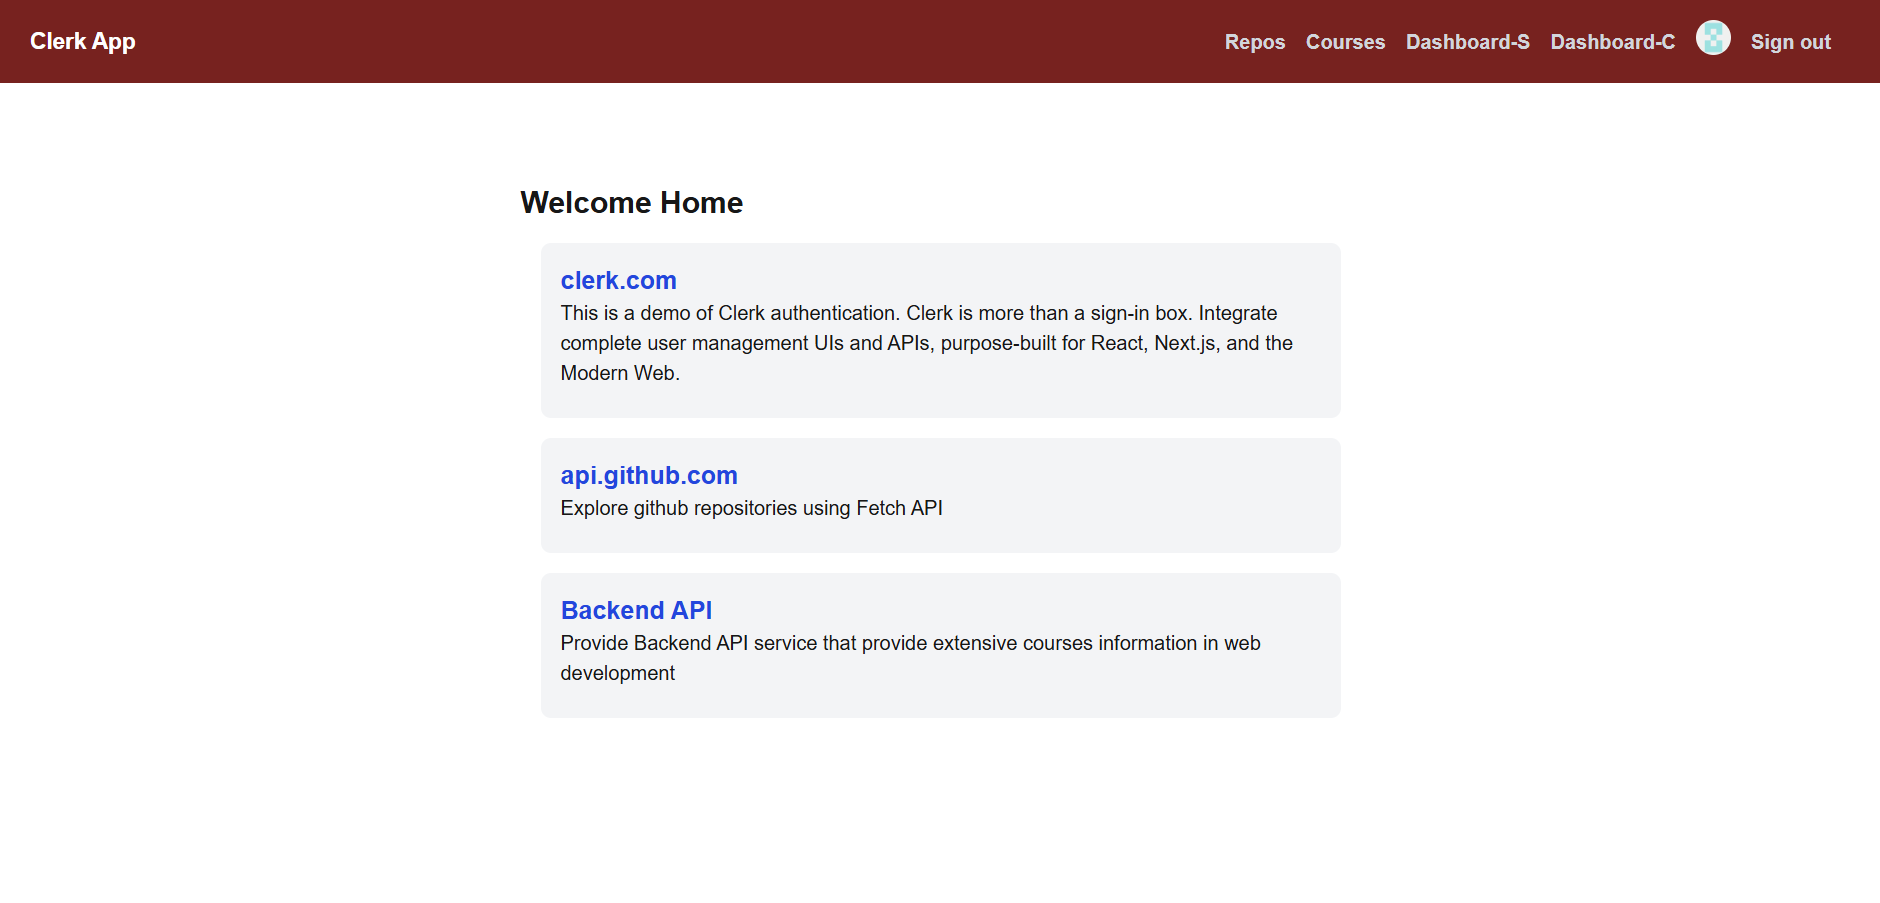 Clerk App
Repos Courses Dashboard-S Dashboard-C Sign out
Welcome Home
clerk.com
This is a demo of Clerk authentication. Clerk is more than a sign-in box. Integrate
complete user management UIs and APIs, purpose-built for React, Next.js, and the
Modern Web.
api.github.com
Explore github repositories using Fetch API
Backend API
Provide Backend API service that provide extensive courses information in web
development